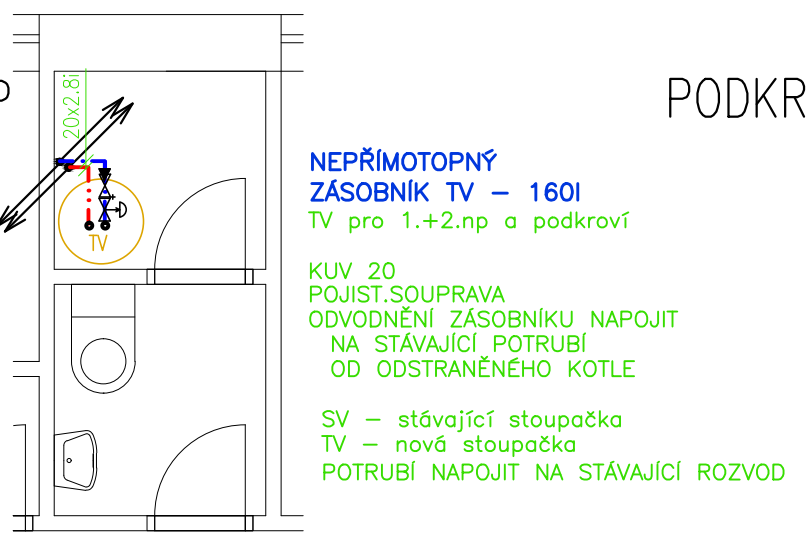 20x2.8i
PODKR
NEPŘÍMOTOPNÝ
ZÁSOBNÍK TV – 160l
TV pro 1.+2.np a podkroví
TV
KUV 20
POJIST.SOUPRAVA
ODVODNĚNÍ ZÁSOBNÍKU NAPOJIT
NA STÁVAJÍCÍ POTRUBÍ
OD ODSTRANĚNÉHO KOTLE
SV – stávající stoupačka
TV – nová stoupačka
POTRUBÍ NAPOJIT NA STÁVAJÍCÍ ROZVOD